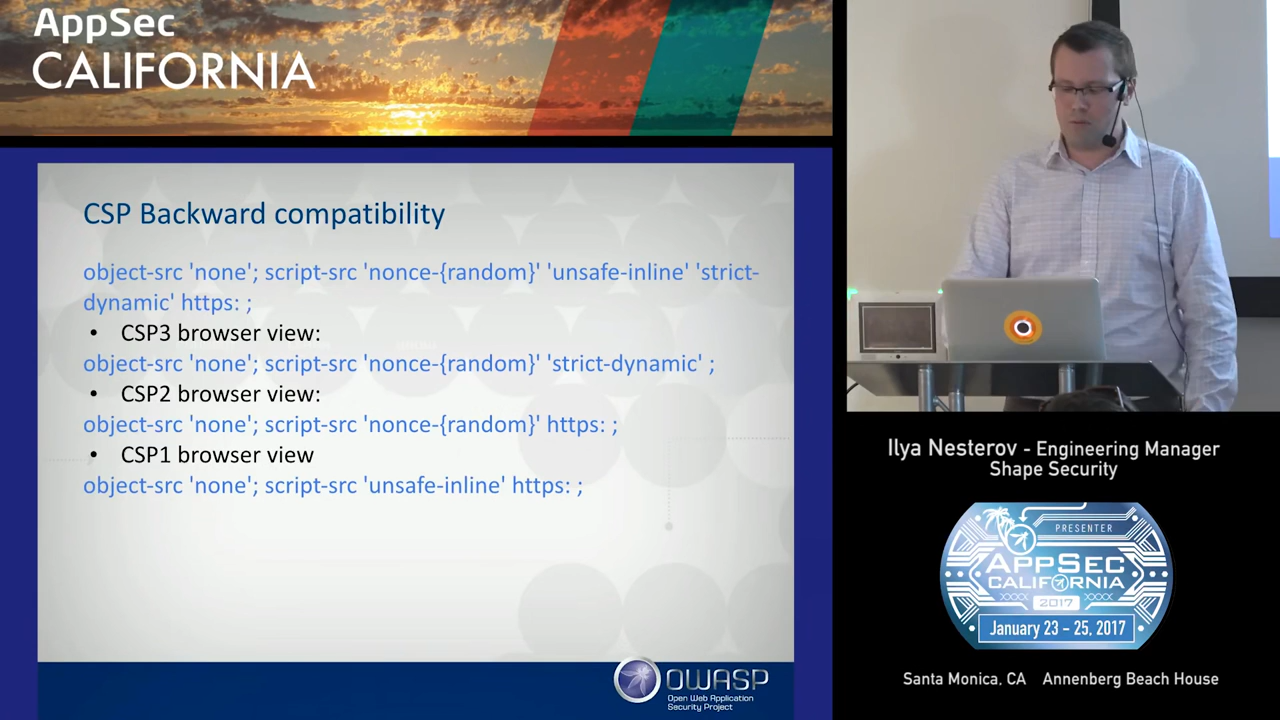 AppSec
CALIFORNIA
CSP Backward compatibility
object-src 'none'; script-src 'nonce-{random}' 'unsafe-inline' 'strict-
dynamic' https: ;
• CSP3 browser view:
object-src 'none'; script-src 'nonce-{random}' 'strict-dynamic' ;
• CSP2 browser view:
object-src 'none'; script-src 'nonce-{random}' https: ;
• CSP1 browser view
object-src 'none'; script-src 'unsafe-inline' https: ;
OWASP
Open Web Application
Security Project
Ilya Nesterov - Engineering Manager
Shape Security
PRESENTER
APPSEC
CALIFORNIA
2017
January 23 – 25, 2017
Santa Monica, CA Annenberg Beach House